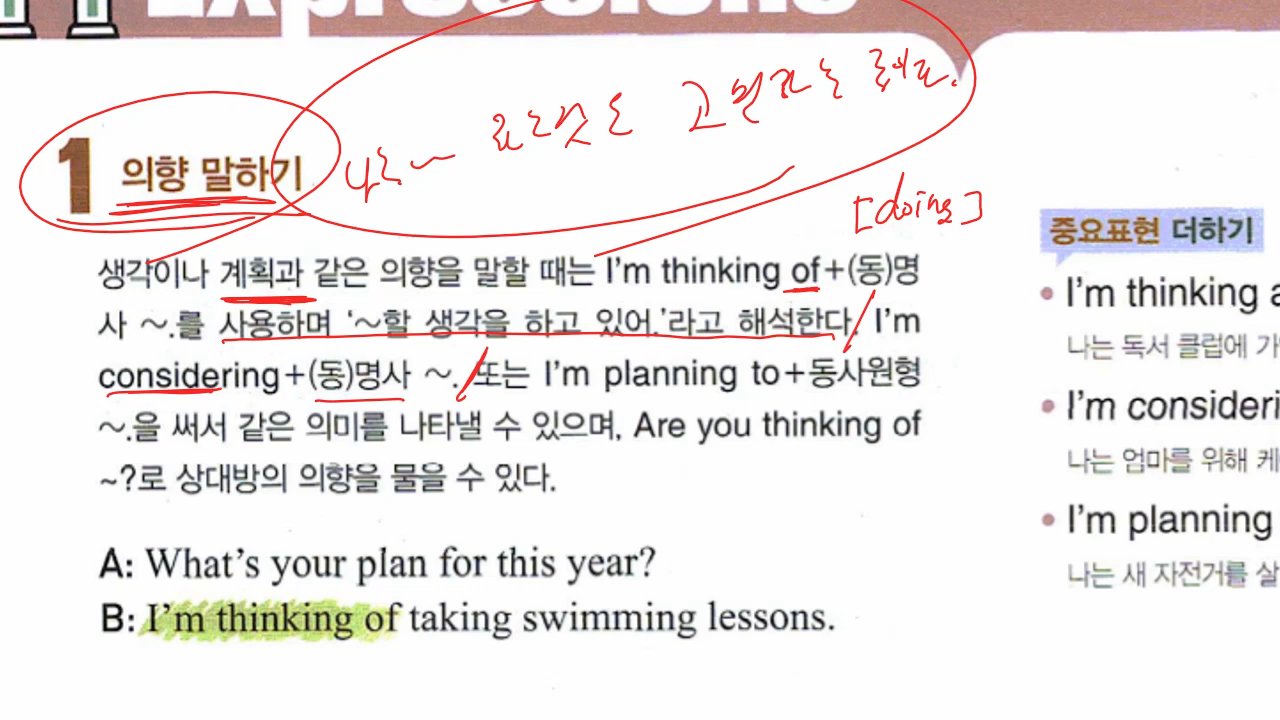 Expressions
1 의향 말하기
[doing]
생각이나 계획과 같은 의향을 말할 때는 I'm thinking of+(동)명
사 ~.를 사용하며 '~할 생각을 하고 있어.'라고 해석한다. I'm
considering+(동)명사 ~. 또는 I'm planning to+동사원형
~.을 써서 같은 의미를 나타낼 수 있으며, Are you thinking of
~?로 상대방의 의향을 물을 수 있다.
A: What's your plan for this year?
B: I'm thinking of taking swimming lessons.
중요표현 더하기
• I'm thinking a
나는 독서 클럽에 가
• I'm consideri
나는 엄마를 위해 케
• I'm planning
나는 새 자전거를 살